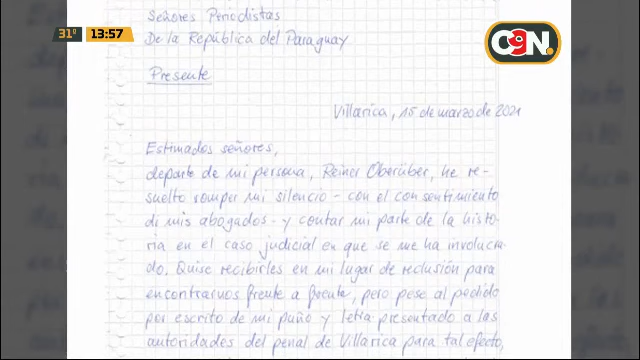 31º 13:57
C9N.
Señores Periodistas
De la República del Paraguay
Presente
Villarica, 15 de marzo de 2021
Estimados señores,
departe de mi persona, Reiner Oberüber, he re-
suelto romper mi silencio - con el consentimiento
di mis abogados - y contar mi parte de la histo-
ria en el caso judicial en que se me ha involucra-
do. Quise recibirles en mi lugar de reclusión para
encontrarnos frente a frente, pero pese al pedido
por escrito de mi puño y letra presentado a las
autoridades del penal de Villarica para tal efecto,